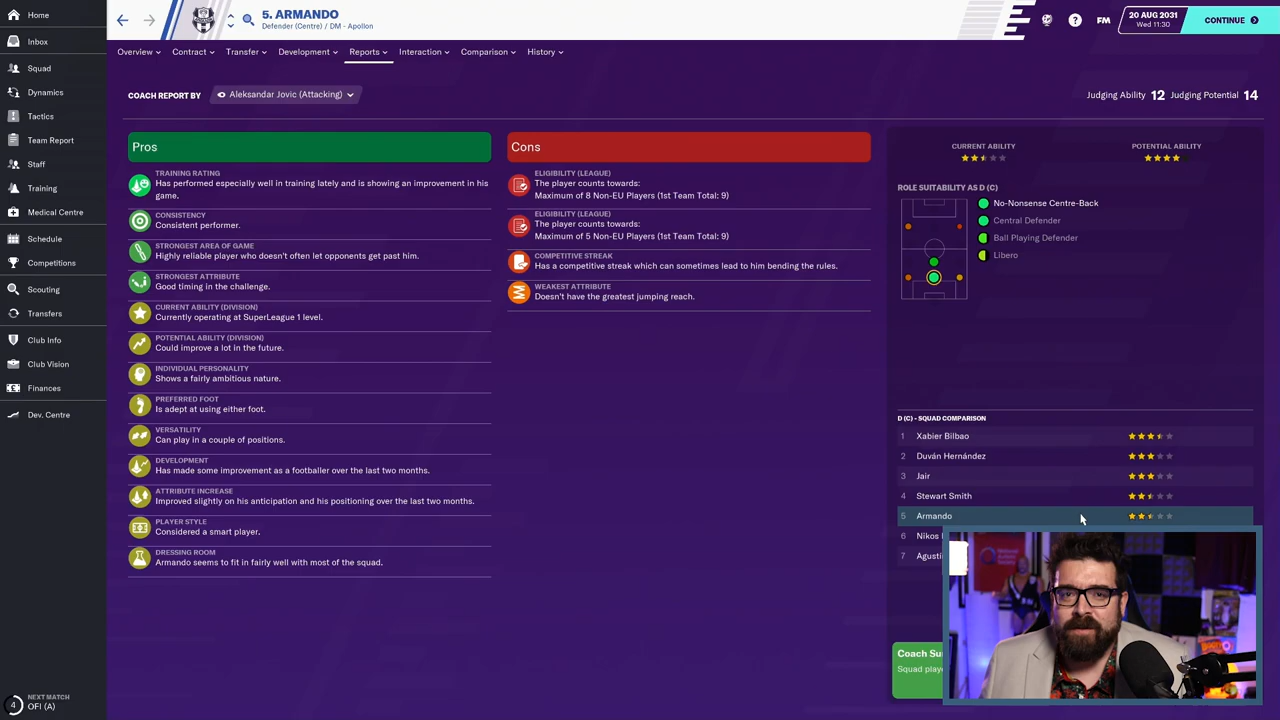 Home
Inbox
Squad
Dynamics
Tactics
Team Report
Staff
Training
Medical Centre
Schedule
Competitions
Scouting
Transfers
Club Info
Club Vision
Finances
Dev. Centre
4
NEXT MATCH
OFI (A)
5. ARMANDO
Defender (Centre) / DM - Apollon
?
FM
20 AUG 2031
Wed 11:30
CONTINUE
Overview
Contract
Transfer
Development
Reports
Interaction
Comparison
History
COACH REPORT BY
Aleksandar Jovic (Attacking)
Judging Ability 12 Judging Potential 14
Pros
TRAINING RATING
Has performed especially well in training lately and is showing an improvement in his
game.
CONSISTENCY
Consistent performer.
STRONGEST AREA OF GAME
Highly reliable player who doesn't often let opponents get past him.
STRONGEST ATTRIBUTE
Good timing in the challenge.
CURRENT ABILITY (DIVISION)
Currently operating at SuperLeague 1 level.
POTENTIAL ABILITY (DIVISION)
Could improve a lot in the future.
INDIVIDUAL PERSONALITY
Shows a fairly ambitious nature.
PREFERRED FOOT
Is adept at using either foot.
VERSATILITY
Can play in a couple of positions.
DEVELOPMENT
Has made some improvement as a footballer over the last two months.
ATTRIBUTE INCREASE
Improved slightly on his anticipation and his positioning over the last two months.
PLAYER STYLE
Considered a smart player.
DRESSING ROOM
Armando seems to fit in fairly well with most of the squad.
Cons
ELIGIBILITY (LEAGUE)
The player counts towards:
Maximum of 8 Non-EU Players (1st Team Total: 9)
ELIGIBILITY (LEAGUE)
The player counts towards:
Maximum of 5 Non-EU Players (1st Team Total: 9)
COMPETITIVE STREAK
Has a competitive streak which can sometimes lead to him bending the rules.
WEAKEST ATTRIBUTE
Doesn't have the greatest jumping reach.
CURRENT ABILITY
POTENTIAL ABILITY
ROLE SUITABILITY AS D (C)
No-Nonsense Centre-Back
Central Defender
Ball Playing Defender
Libero
D (C) - SQUAD COMPARISON
1 Xabier Bilbao
2 Duván Hernández
3 Jair
4 Stewart Smith
5 Armando
6 Nikos
7 Agustí
Coach Su
Squad playe